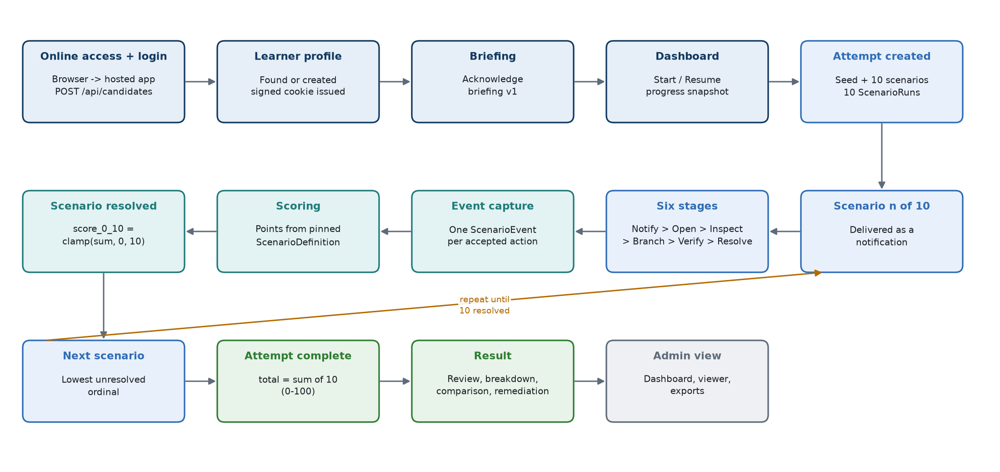 Online access + login
Browser -> hosted app
POST /api/candidates
Learner profile
Found or created
signed cookie issued
Briefing
Acknowledge
briefing v1
Dashboard
Start / Resume
progress snapshot
Attempt created
Seed + 10 scenarios
10 ScenarioRuns
Scenario n of 10
Delivered as a
notification
Six stages
Notify > Open > Inspect
> Branch > Verify > Resolve
Event capture
One ScenarioEvent
per accepted action
Scoring
Points from pinned
ScenarioDefinition
Scenario resolved
score_0_10 =
clamp(sum, 0, 10)
repeat until
10 resolved
Next scenario
Lowest unresolved
ordinal
Attempt complete
total = sum of 10
(0-100)
Result
Review, breakdown,
comparison, remediation
Admin view
Dashboard, viewer,
exports